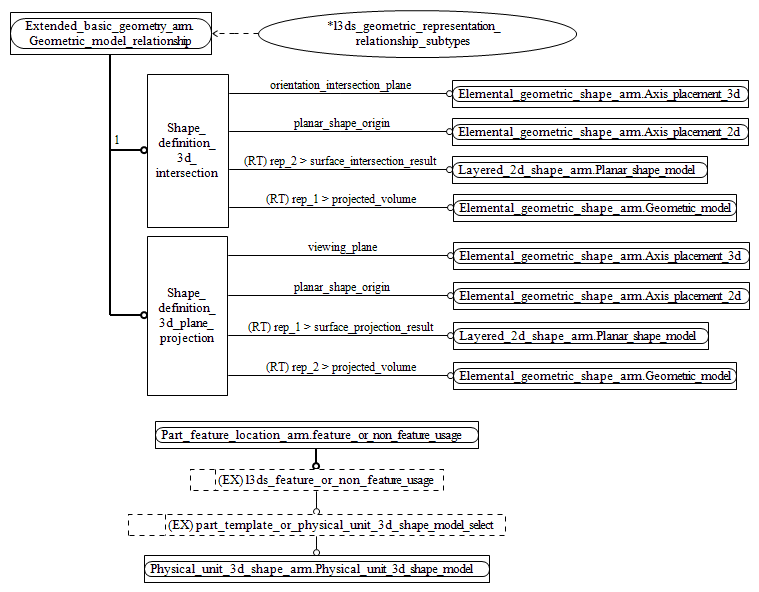 Extended_basic_geometry_arm.
Geometric_model_relationship
*l3ds_geometric_representation_
relationship_subtypes
1
Shape_
definition_
3d_
intersection
orientation_intersection_plane
Elemental_geometric_shape_arm.Axis_placement_3d
planar_shape_origin
Elemental_geometric_shape_arm.Axis_placement_2d
(RT) rep_2 > surface_intersection_result
Layered_2d_shape_arm.Planar_shape_model
(RT) rep_1 > projected_volume
Elemental_geometric_shape_arm.Geometric_model
Shape_
definition_
3d_plane_
projection
viewing_plane
Elemental_geometric_shape_arm.Axis_placement_3d
planar_shape_origin
Elemental_geometric_shape_arm.Axis_placement_2d
(RT) rep_1 > surface_projection_result
Layered_2d_shape_arm.Planar_shape_model
(RT) rep_2 > projected_volume
Elemental_geometric_shape_arm.Geometric_model
Part_feature_location_arm.feature_or_non_feature_usage
(EX) l3ds_feature_or_non_feature_usage
(EX) part_template_or_physical_unit_3d_shape_model_select
Physical_unit_3d_shape_arm.Physical_unit_3d_shape_model